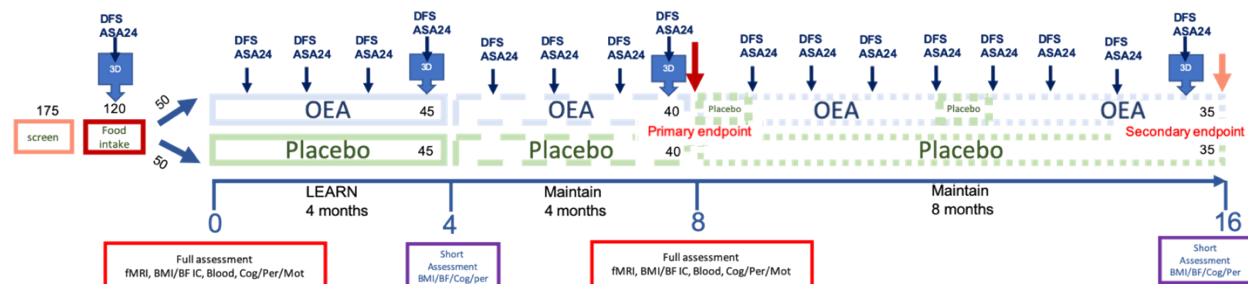 DFS
ASA24
3D
175
120
screen
Food
intake
50
50
DFS
ASA24
DFS
ASA24
DFS
ASA24
DFS
ASA24
3D
DFS
ASA24
DFS
ASA24
DFS
ASA24
DFS
ASA24
3D
DFS
ASA24
DFS
ASA24
DFS
ASA24
DFS
ASA24
DFS
ASA24
DFS
ASA24
DFS
ASA24
DFS
ASA24
3D
OEA
45
OEA
40
Placebo
OEA
Placebo
OEA
35
Primary endpoint
Secondary endpoint
Placebo
45
Placebo
40
Placebo
35
LEARN
4 months
Maintain
4 months
Maintain
8 months
0
4
8
16
Full assessment
fMRI, BMI/BF IC, Blood, Cog/Per/Mot
Short
Assessment
BMI/BF/Cog/per
Full assessment
fMRI, BMI/BF IC, Blood, Cog/Per/Mot
Short
Assessment
BMI/BF/Cog/Per